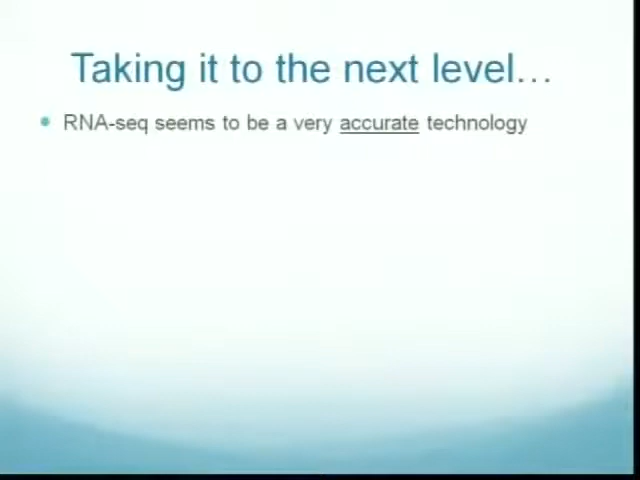 Taking it to the next level…
RNA-seq seems to be a very accurate technology